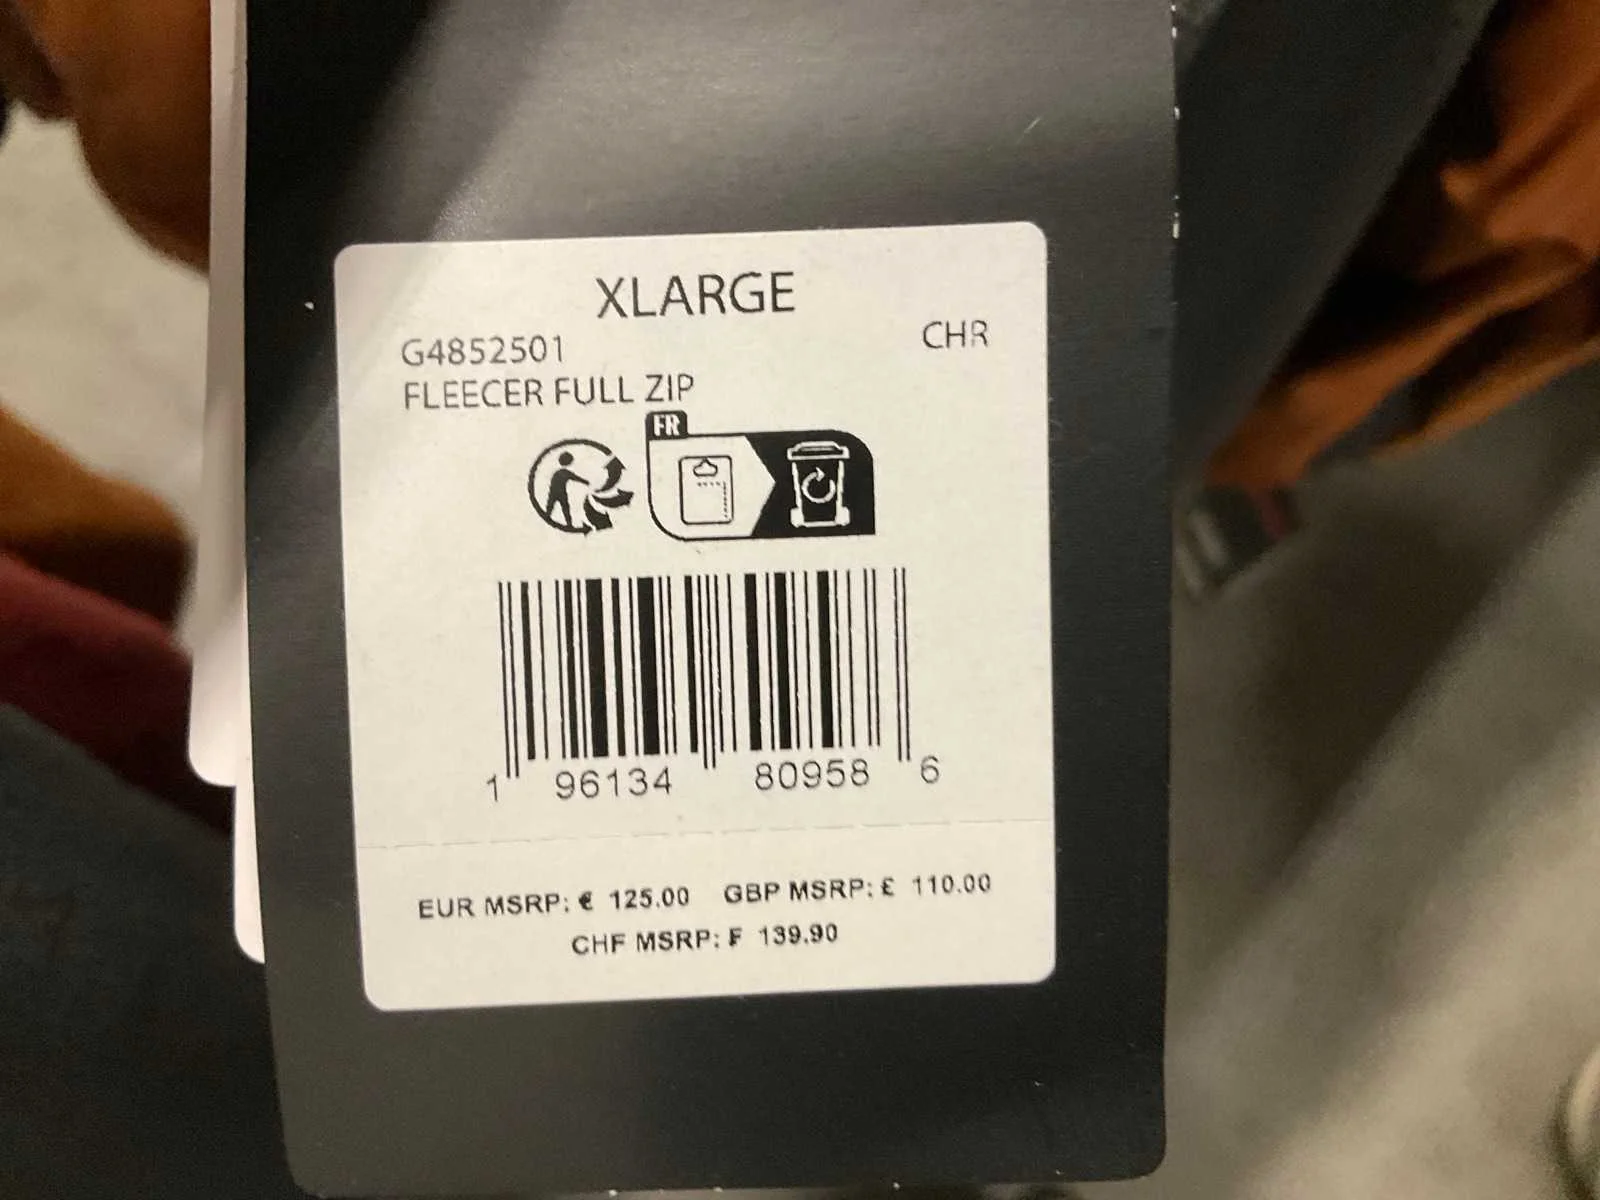 XLARGE
G4852501 CHR
FLEECER FULL ZIP
FR
1 96134 80958 6
EUR MSRP: € 125.00 GBP MSRP: £ 110.00
CHF MSRP: ₣ 139.90